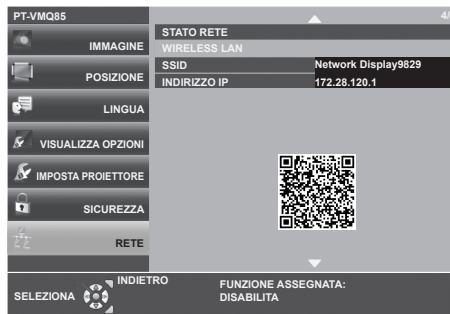 PT-VMQ85
4/
IMMAGINE
POSIZIONE
LINGUA
VISUALIZZA OPZIONI
IMPOSTA PROIETTORE
SICUREZZA
RETE
STATO RETE
WIRELESS LAN
SSID Network Display9829
INDIRIZZO IP 172.28.120.1
SELEZIONA
INDIETRO
FUNZIONE ASSEGNATA:
DISABILITA